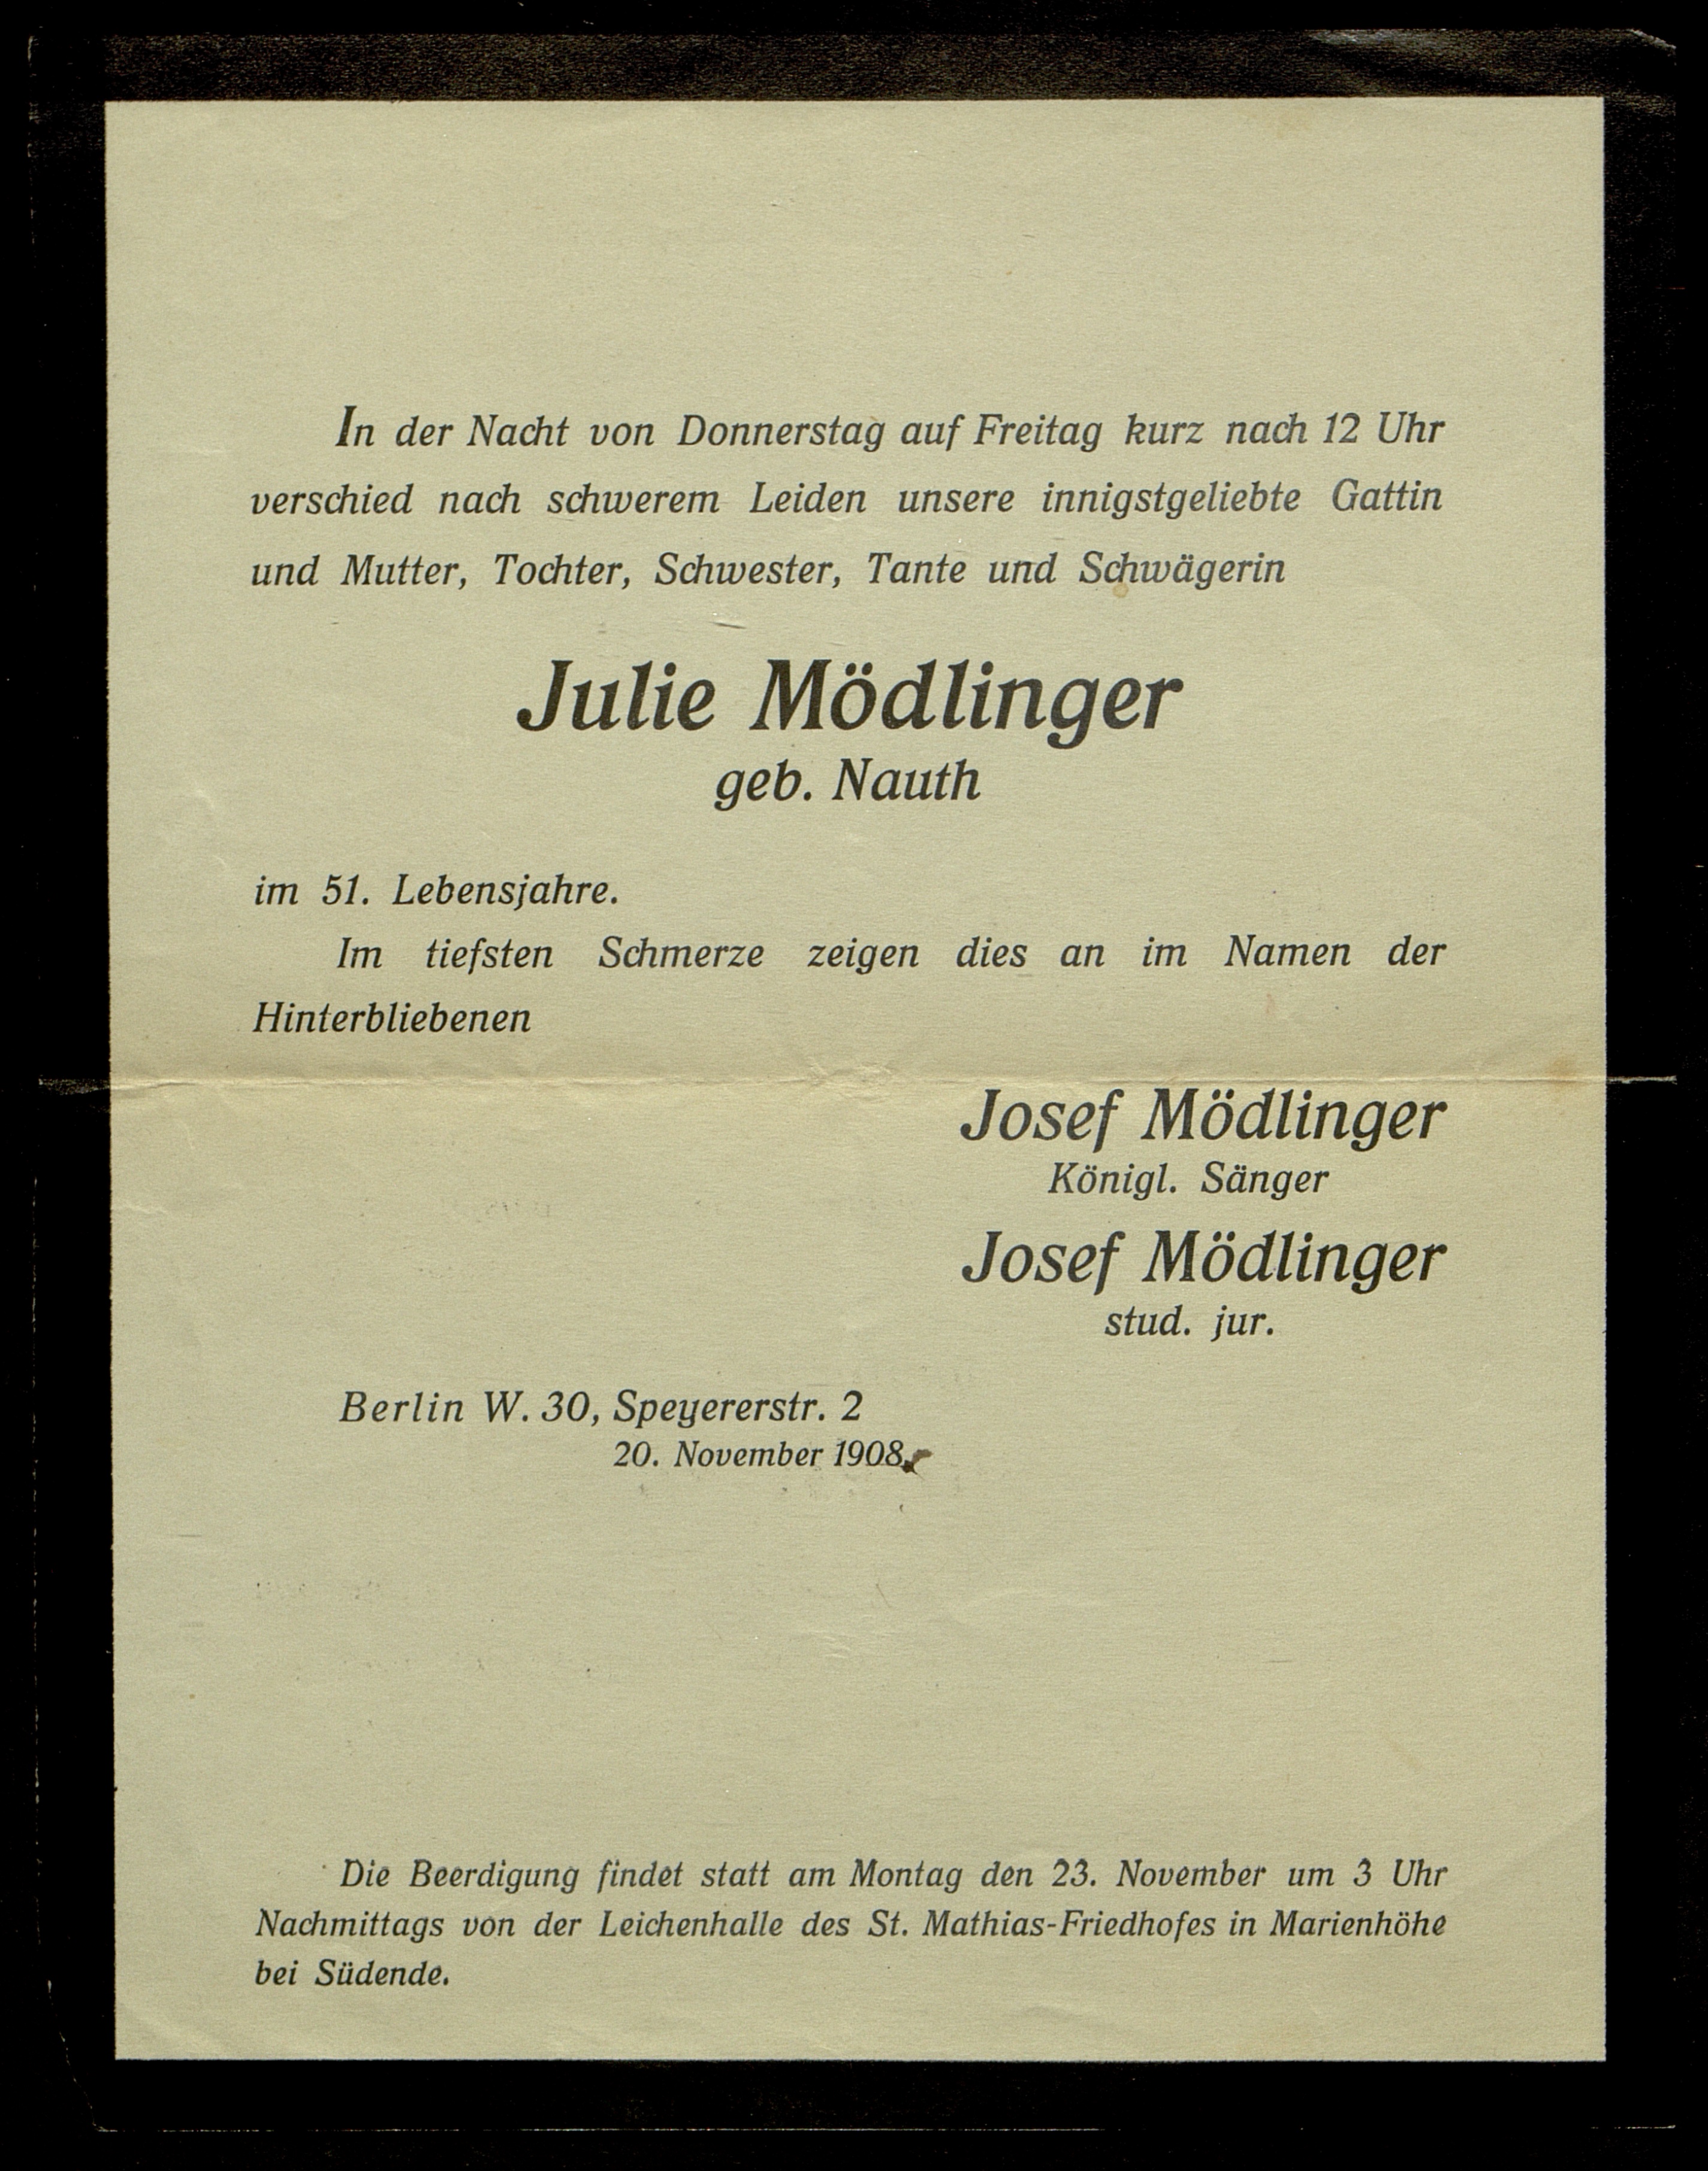 In der Nacht von Donnerstag auf Freitag kurz nach 12 Uhr
verschied nach schwerem Leiden unsere innigstgeliebte Gattin
und Mutter, Tochter, Schwester, Tante und Schwägerin
Julie Mödlinger
geb. Nauth
im 51. Lebensjahre.
Im tiefsten Schmerze zeigen dies an im Namen der
Hinterbliebenen
Josef Mödlinger
Königl. Sänger
Josef Mödlinger
stud. jur.
Berlin W. 30, Speyererstr. 2
20. November 1908.
Die Beerdigung findet statt am Montag den 23. November um 3 Uhr
Nachmittags von der Leichenhalle des St. Mathias-Friedhofes in Marienhöhe
bei Südende.